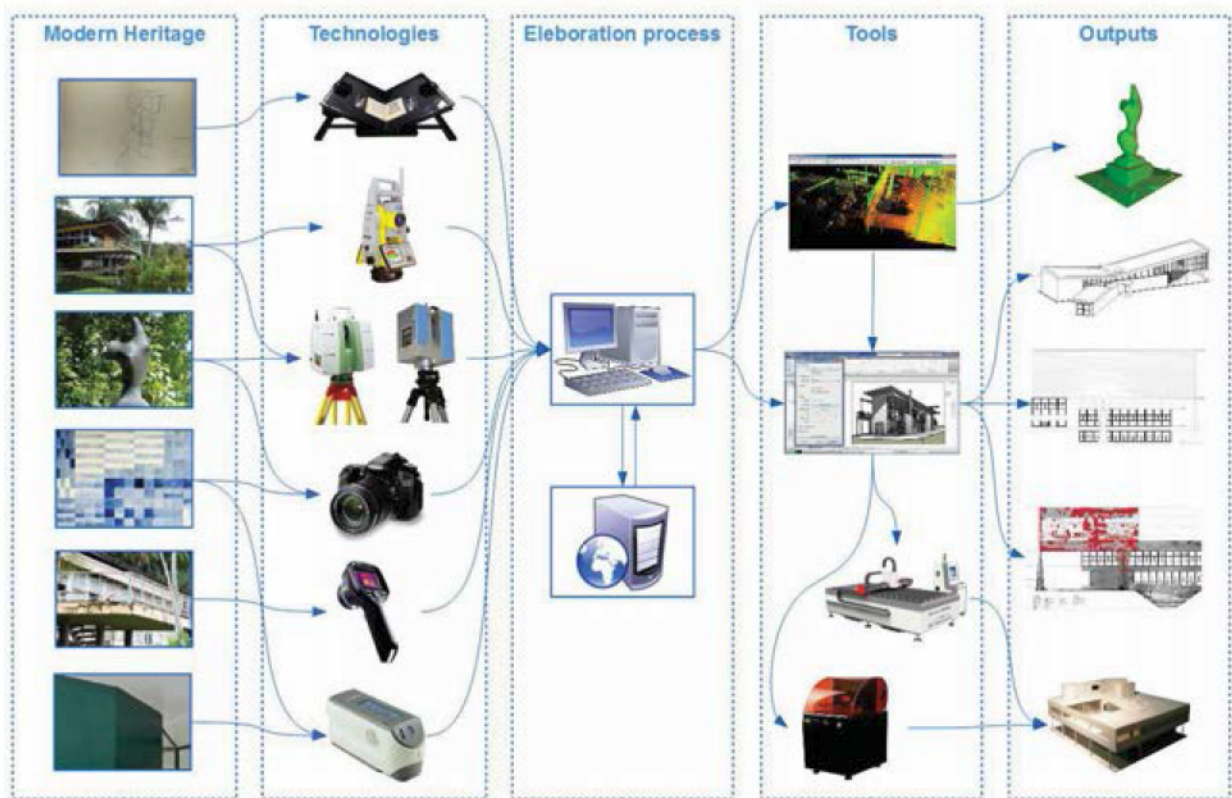 Modern Heritage
Technologies
Eleboration process
Tools
Outputs